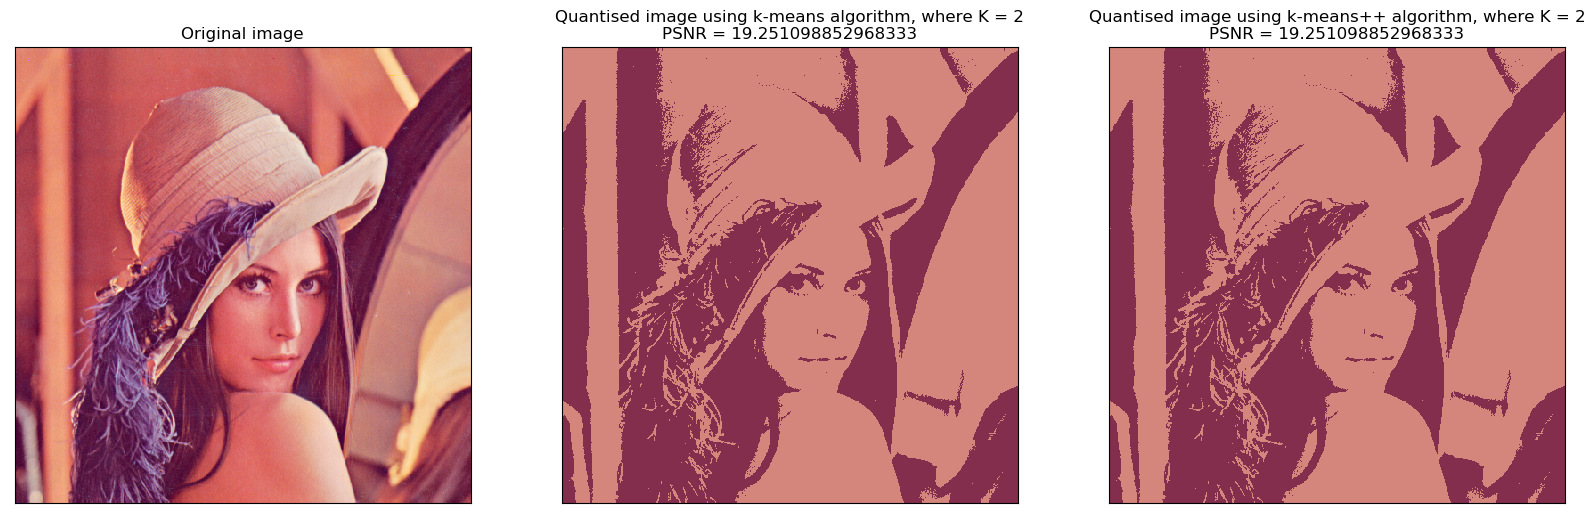 Original image
Quantised image using k-means algorithm, where K = 2
PSNR = 19.251098852968333
Quantised image using k-means++ algorithm, where K = 2
PSNR = 19.251098852968333